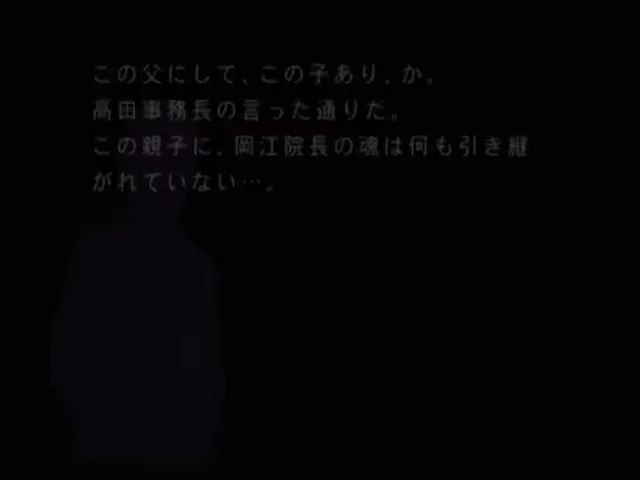 この父にして、この子あり、か。
高田事務長の言った通りだ。
この親子に、岡江院長の魂は何も引き継
がれていない…。